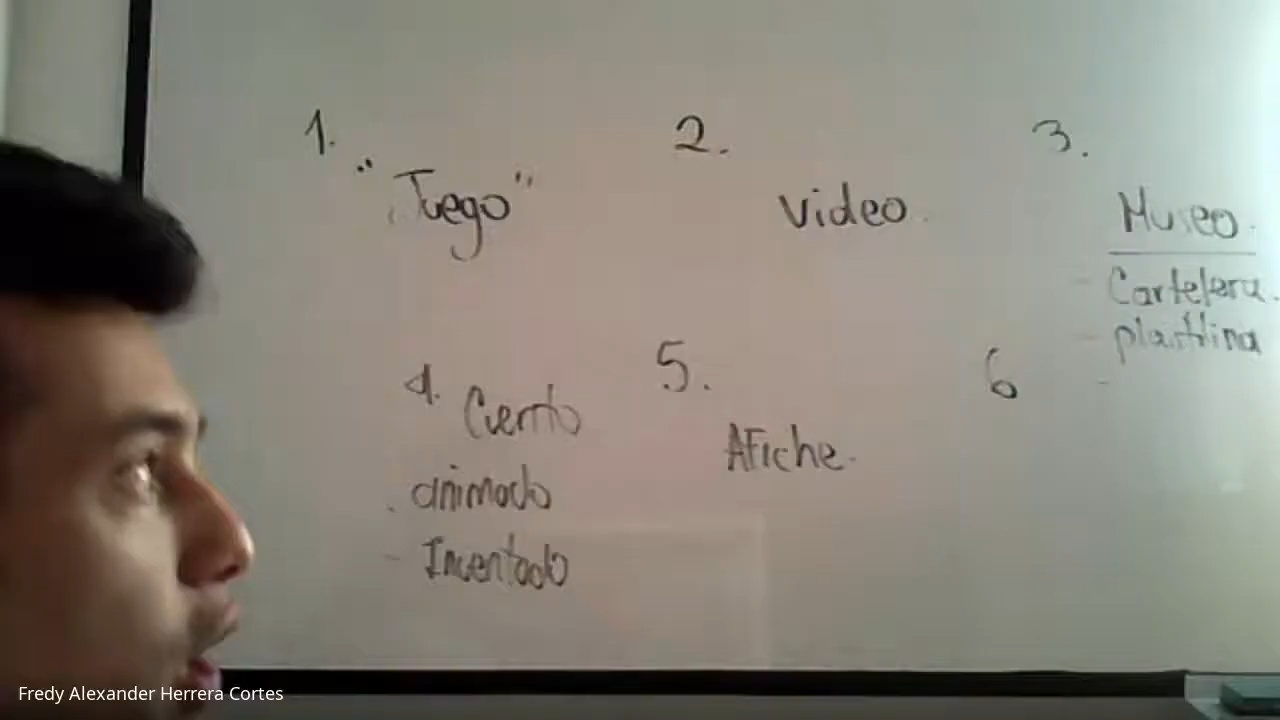 1.
"Juego"
2.
Video.
3.
Museo.
- Cartelera.
- plastilina
-
4. Cuento
. animado
- Inventado
5.
Afiche.
6
Fredy Alexander Herrera Cortes